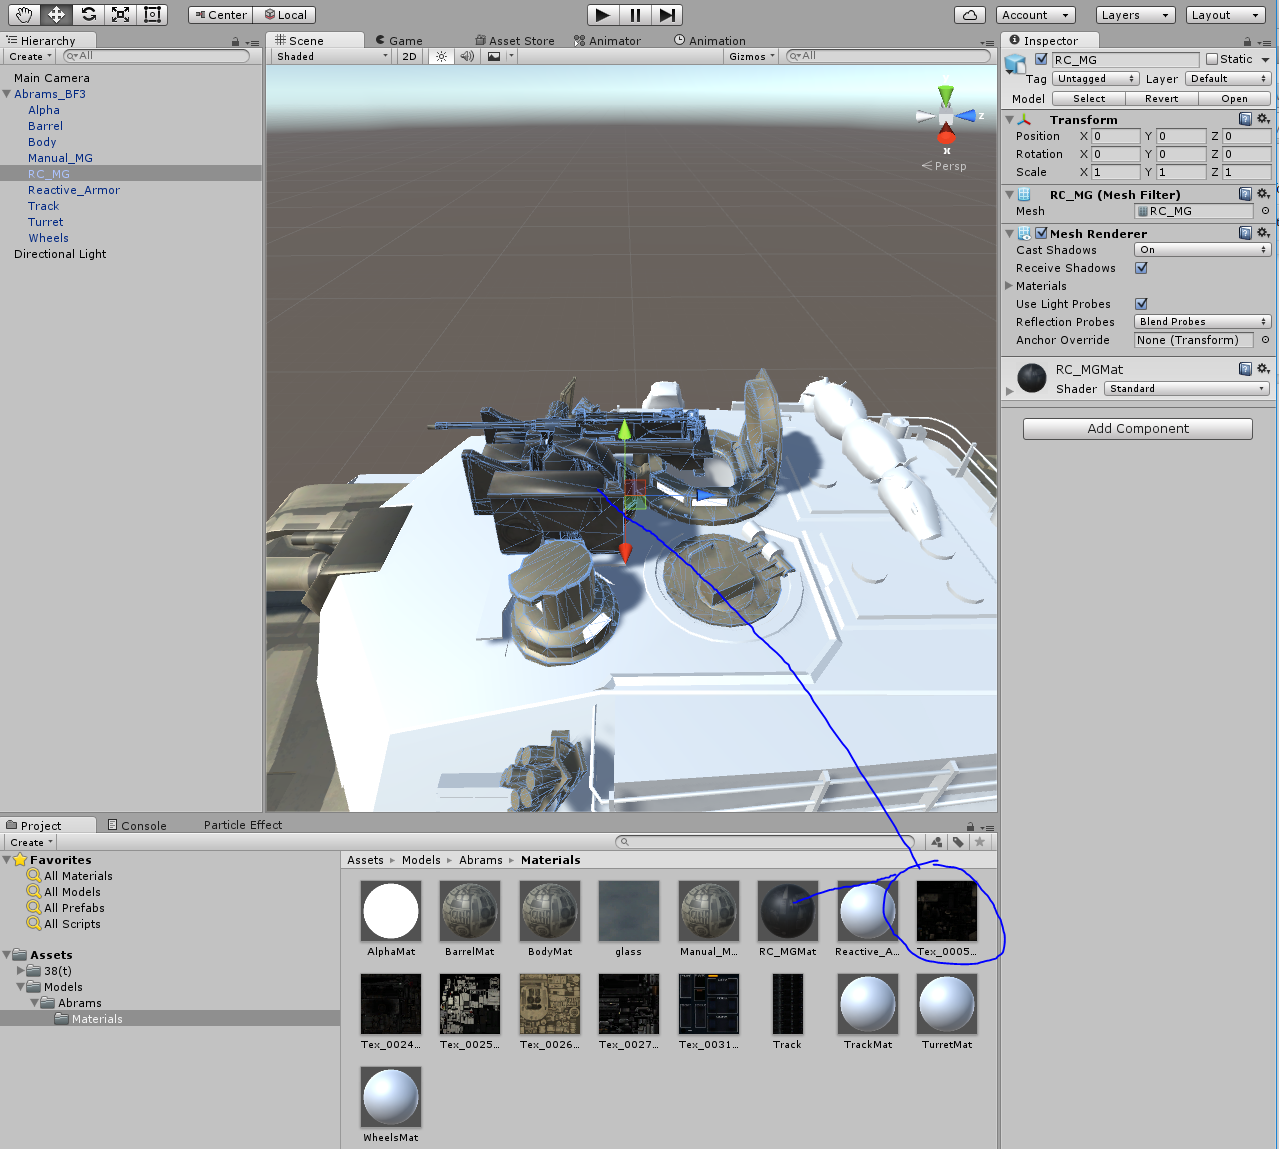 Center Local Account Layers Layout
Hierarchy
Create All
Main Camera
Abrams_BF3
Alpha
Barrel
Body
Manual_MG
RC_MG
Reactive_Armor
Track
Turret
Wheels
Directional Light
Scene Game Asset Store Animator Animation
Shaded 2D Gizmos All
z
x
Persp
Inspector
RC_MG Static
Tag Untagged Layer Default
Model Select Revert Open
Transform
Position X 0 Y 0 Z 0
Rotation X 0 Y 0 Z 0
Scale X 1 Y 1 Z 1
RC_MG (Mesh Filter)
Mesh RC_MG
Mesh Renderer
Cast Shadows On
Receive Shadows
Materials
Use Light Probes
Reflection Probes Blend Probes
Anchor Override None (Transform)
RC_MGMat
Shader Standard
Add Component
Project Console Particle Effect
Create
Favorites
All Materials
All Models
All Prefabs
All Scripts
Assets
38(t)
Models
Abrams
Materials
Assets Models Abrams Materials
AlphaMat BarrelMat BodyMat glass Manual_M... RC_MGMat Reactive_A... Tex_0005...
Tex_0024... Tex_0025... Tex_0026... Tex_0027... Tex_0031... Track TrackMat TurretMat
WheelsMat